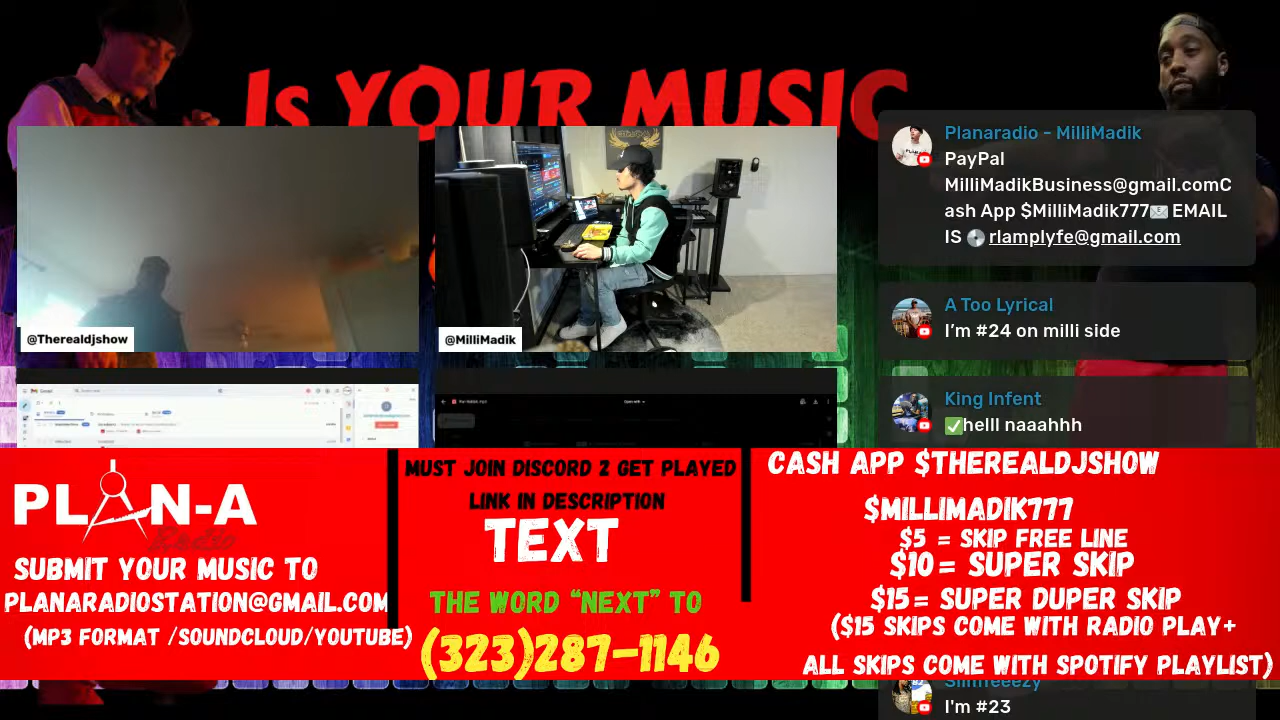 Is YOUR MUSIC
@Therealdjshow
@MilliMadik
Planaradio - MilliMadik
PayPal
MilliMadikBusiness@gmail.comC
ash App $MilliMadik777📨 EMAIL
IS 💿 rlamplyfe@gmail.com
A Too Lyrical
I’m #24 on milli side
King Infent
✅helll naaahhh
PLAN-A
Radio
SUBMIT YOUR MUSIC TO
PLANARADIOSTATION@GMAIL.COM
(MP3 FORMAT /SOUNDCLOUD/YOUTUBE)
MUST JOIN DISCORD 2 GET PLAYED
LINK IN DESCRIPTION
TEXT
THE WORD “NEXT” TO
(323)287-1146
CASH APP $THEREALDJSHOW
$MILLIMADIK777
$5 = SKIP FREE LINE
$10 = SUPER SKIP
$15 = SUPER DUPER SKIP
($15 SKIPS COME WITH RADIO PLAY+
ALL SKIPS COME WITH SPOTIFY PLAYLIST)
I'm #23